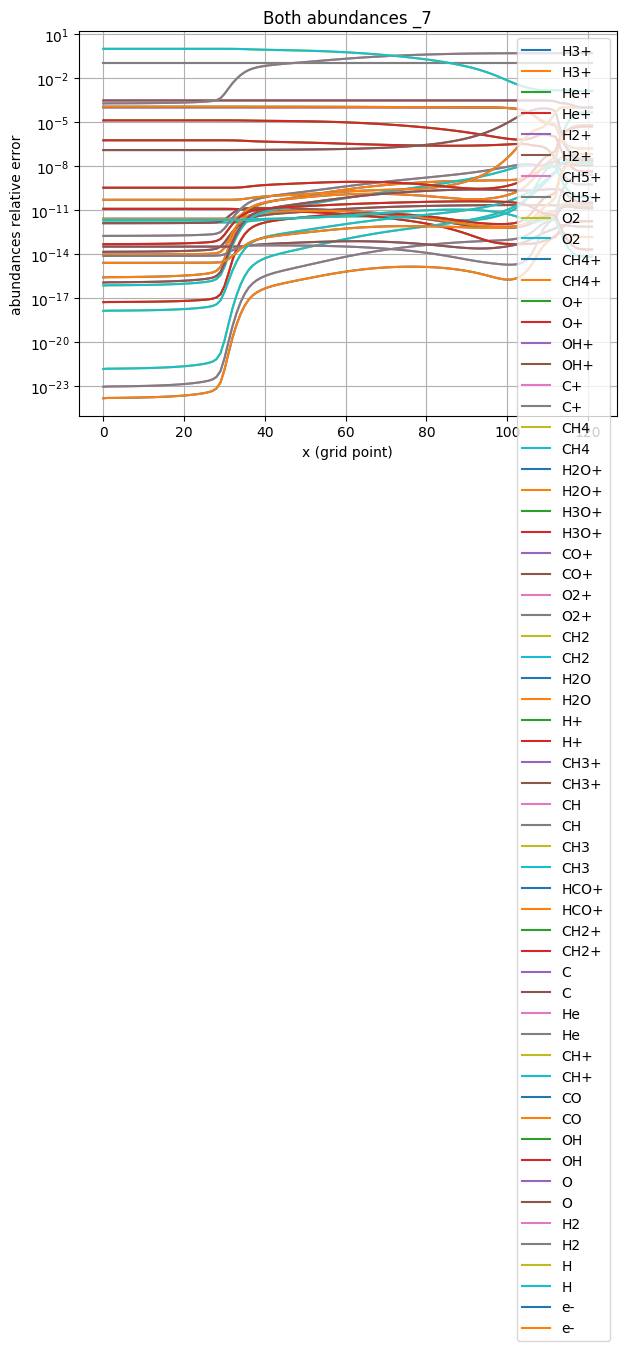 Both abundances _7
abundances relative error
10^1
10^-2
10^-5
10^-8
10^-11
10^-14
10^-17
10^-20
10^-23
0 20 40 60 80 100 120
x (grid point)
H3+
H3+
He+
He+
H2+
H2+
CH5+
CH5+
O2
O2
CH4+
CH4+
O+
O+
OH+
OH+
C+
C+
CH4
CH4
H2O+
H2O+
H3O+
H3O+
CO+
CO+
O2+
O2+
CH2
CH2
H2O
H2O
H+
H+
CH3+
CH3+
CH
CH
CH3
CH3
HCO+
HCO+
CH2+
CH2+
C
C
He
He
CH+
CH+
CO
CO
OH
OH
O
O
H2
H2
H
H
e-
e-